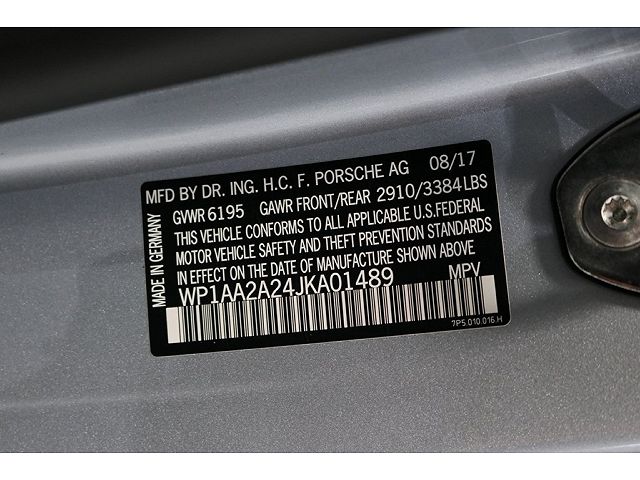 MFD BY DR. ING. H.C. F. PORSCHE AG 08/17
GVWR 6195 GAWR FRONT/REAR 2910/3384 LBS
THIS VEHICLE CONFORMS TO ALL APPLICABLE U.S. FEDERAL
MOTOR VEHICLE SAFETY AND THEFT PREVENTION STANDARDS
IN EFFECT ON THE DATE OF MANUFACTURE SHOWN ABOVE
WP1AA2A24JKA01489 MPV
7P5.010.016.H
MADE IN GERMANY